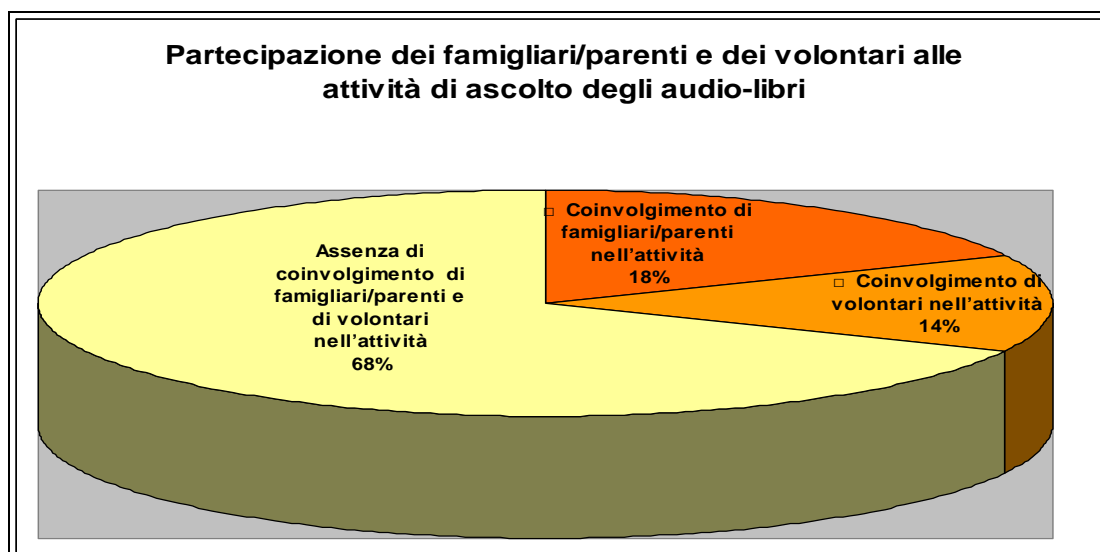 Partecipazione dei famigliari/parenti e dei volontari alle
attività di ascolto degli audio-libri
Assenza di
coinvolgimento di
famigliari/parenti e
di volontari
nell'attività
68%
□ Coinvolgimento di
famigliari/parenti
nell'attività
18%
□ Coinvolgimento di
volontari nell'attività
14%